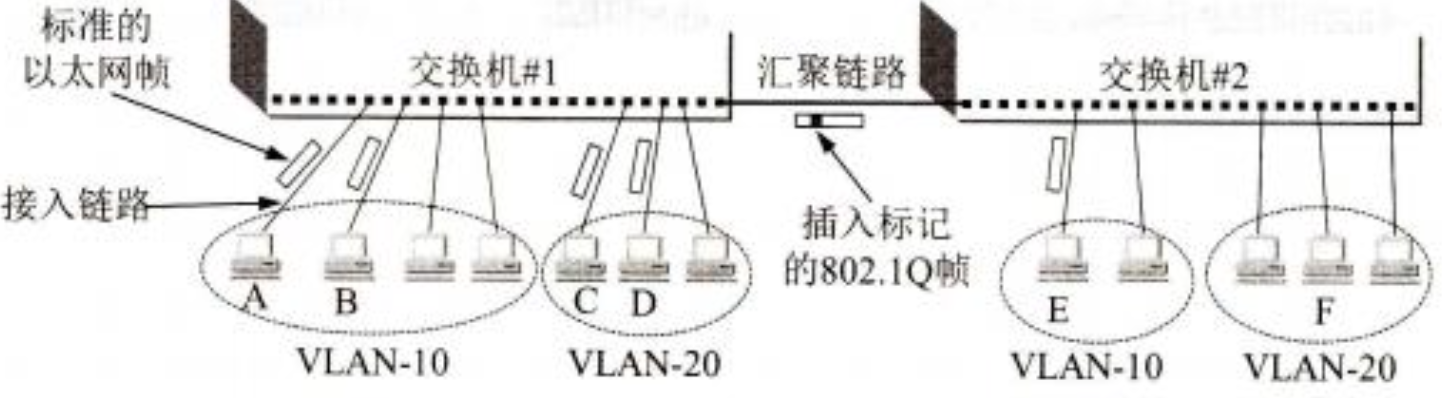 标准的
以太网帧
交换机#1
汇聚链路
交换机#2
接入链路
插入标记
的802.1Q帧
A
B
C
D
E
F
VLAN-10
VLAN-20
VLAN-10
VLAN-20